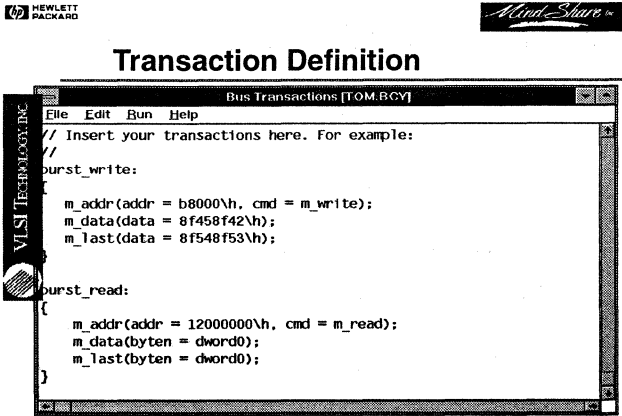 HEWLETT
PACKARD
MindShare Inc
Transaction Definition
VLSI TECHNOLOGY, INC
Bus Transactions [TOM.BCY]
File Edit Run Help
// Insert your transactions here. For example:
//
burst_write:
{
m_addr(addr = b8000\h, cmd = m_write);
m_data(data = 8f458f42\h);
m_last(data = 8f548f53\h);
}
burst_read:
{
m_addr(addr = 12000000\h, cmd = m_read);
m_data(byten = dword0);
m_last(byten = dword0);
}